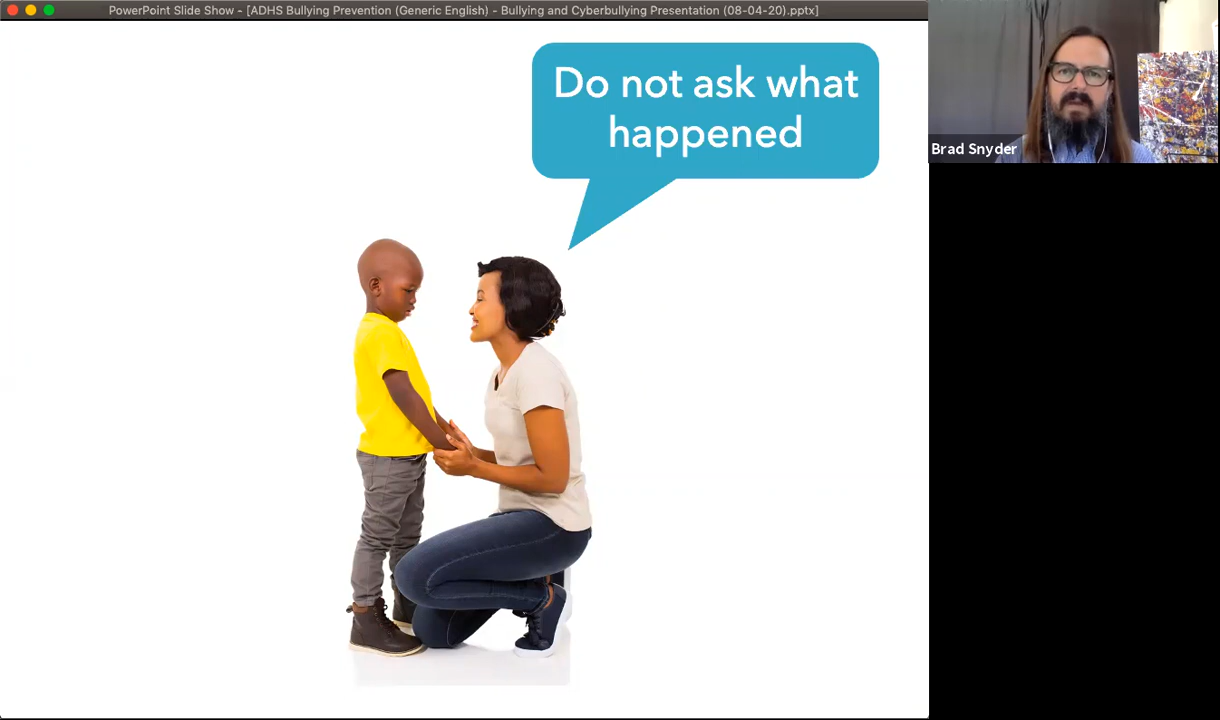 PowerPoint Slide Show - [ADHS Bullying Prevention (Generic English) - Bullying and Cyberbullying Presentation (08-04-20).pptx]
Do not ask what
happened
Brad Snyder